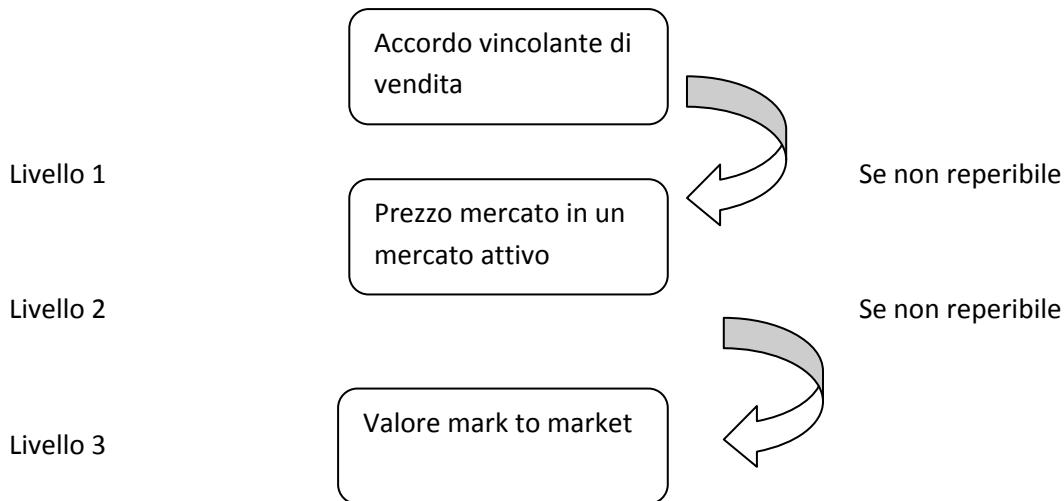 Accordo vincolante di
vendita
Livello 1
Se non reperibile
Prezzo mercato in un
mercato attivo
Livello 2
Se non reperibile
Valore mark to market
Livello 3